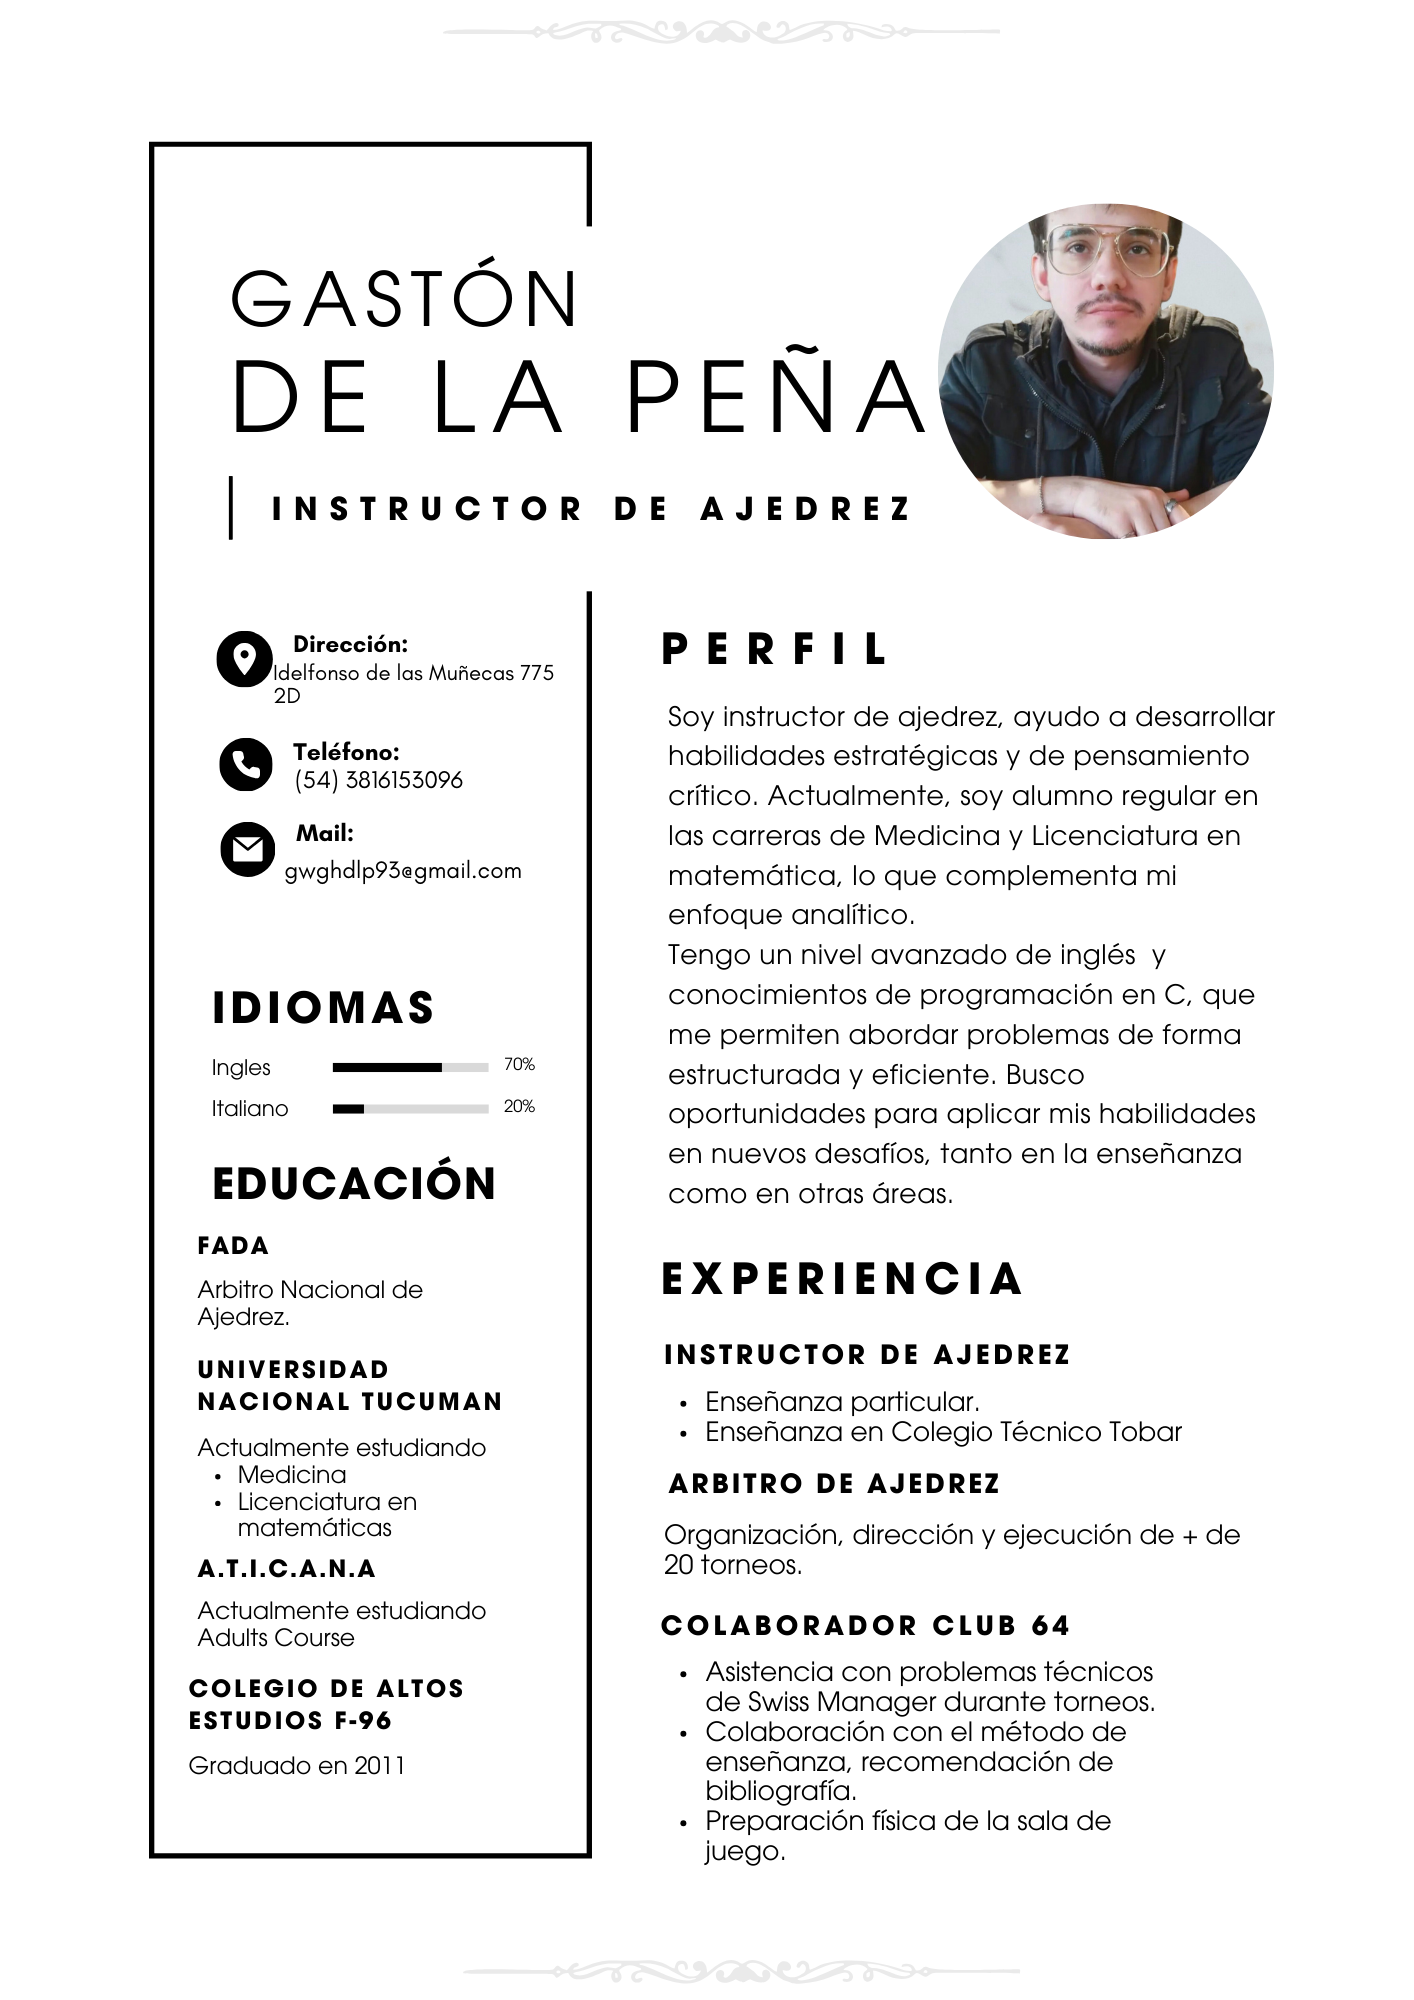 GASTÓN
DE LA PEÑA
INSTRUCTOR DE AJEDREZ
Dirección:
Idelfonso de las Muñecas 775
2D
Teléfono:
(54) 3816153096
Mail:
gwghdlp93@gmail.com
IDIOMAS
Ingles 70%
Italiano 20%
EDUCACIÓN
FADA
Arbitro Nacional de
Ajedrez.
UNIVERSIDAD
NACIONAL TUCUMAN
Actualmente estudiando
• Medicina
• Licenciatura en
matemáticas
A.T.I.C.A.N.A
Actualmente estudiando
Adults Course
COLEGIO DE ALTOS
ESTUDIOS F-96
Graduado en 2011
PERFIL
Soy instructor de ajedrez, ayudo a desarrollar
habilidades estratégicas y de pensamiento
crítico. Actualmente, soy alumno regular en
las carreras de Medicina y Licenciatura en
matemática, lo que complementa mi
enfoque analítico.
Tengo un nivel avanzado de inglés  y
conocimientos de programación en C, que
me permiten abordar problemas de forma
estructurada y eficiente. Busco
oportunidades para aplicar mis habilidades
en nuevos desafíos, tanto en la enseñanza
como en otras áreas.
EXPERIENCIA
INSTRUCTOR DE AJEDREZ
• Enseñanza particular.
• Enseñanza en Colegio Técnico Tobar
ARBITRO DE AJEDREZ
Organización, dirección y ejecución de + de
20 torneos.
COLABORADOR CLUB 64
• Asistencia con problemas técnicos
de Swiss Manager durante torneos.
• Colaboración con el método de
enseñanza, recomendación de
bibliografía.
• Preparación física de la sala de
juego.